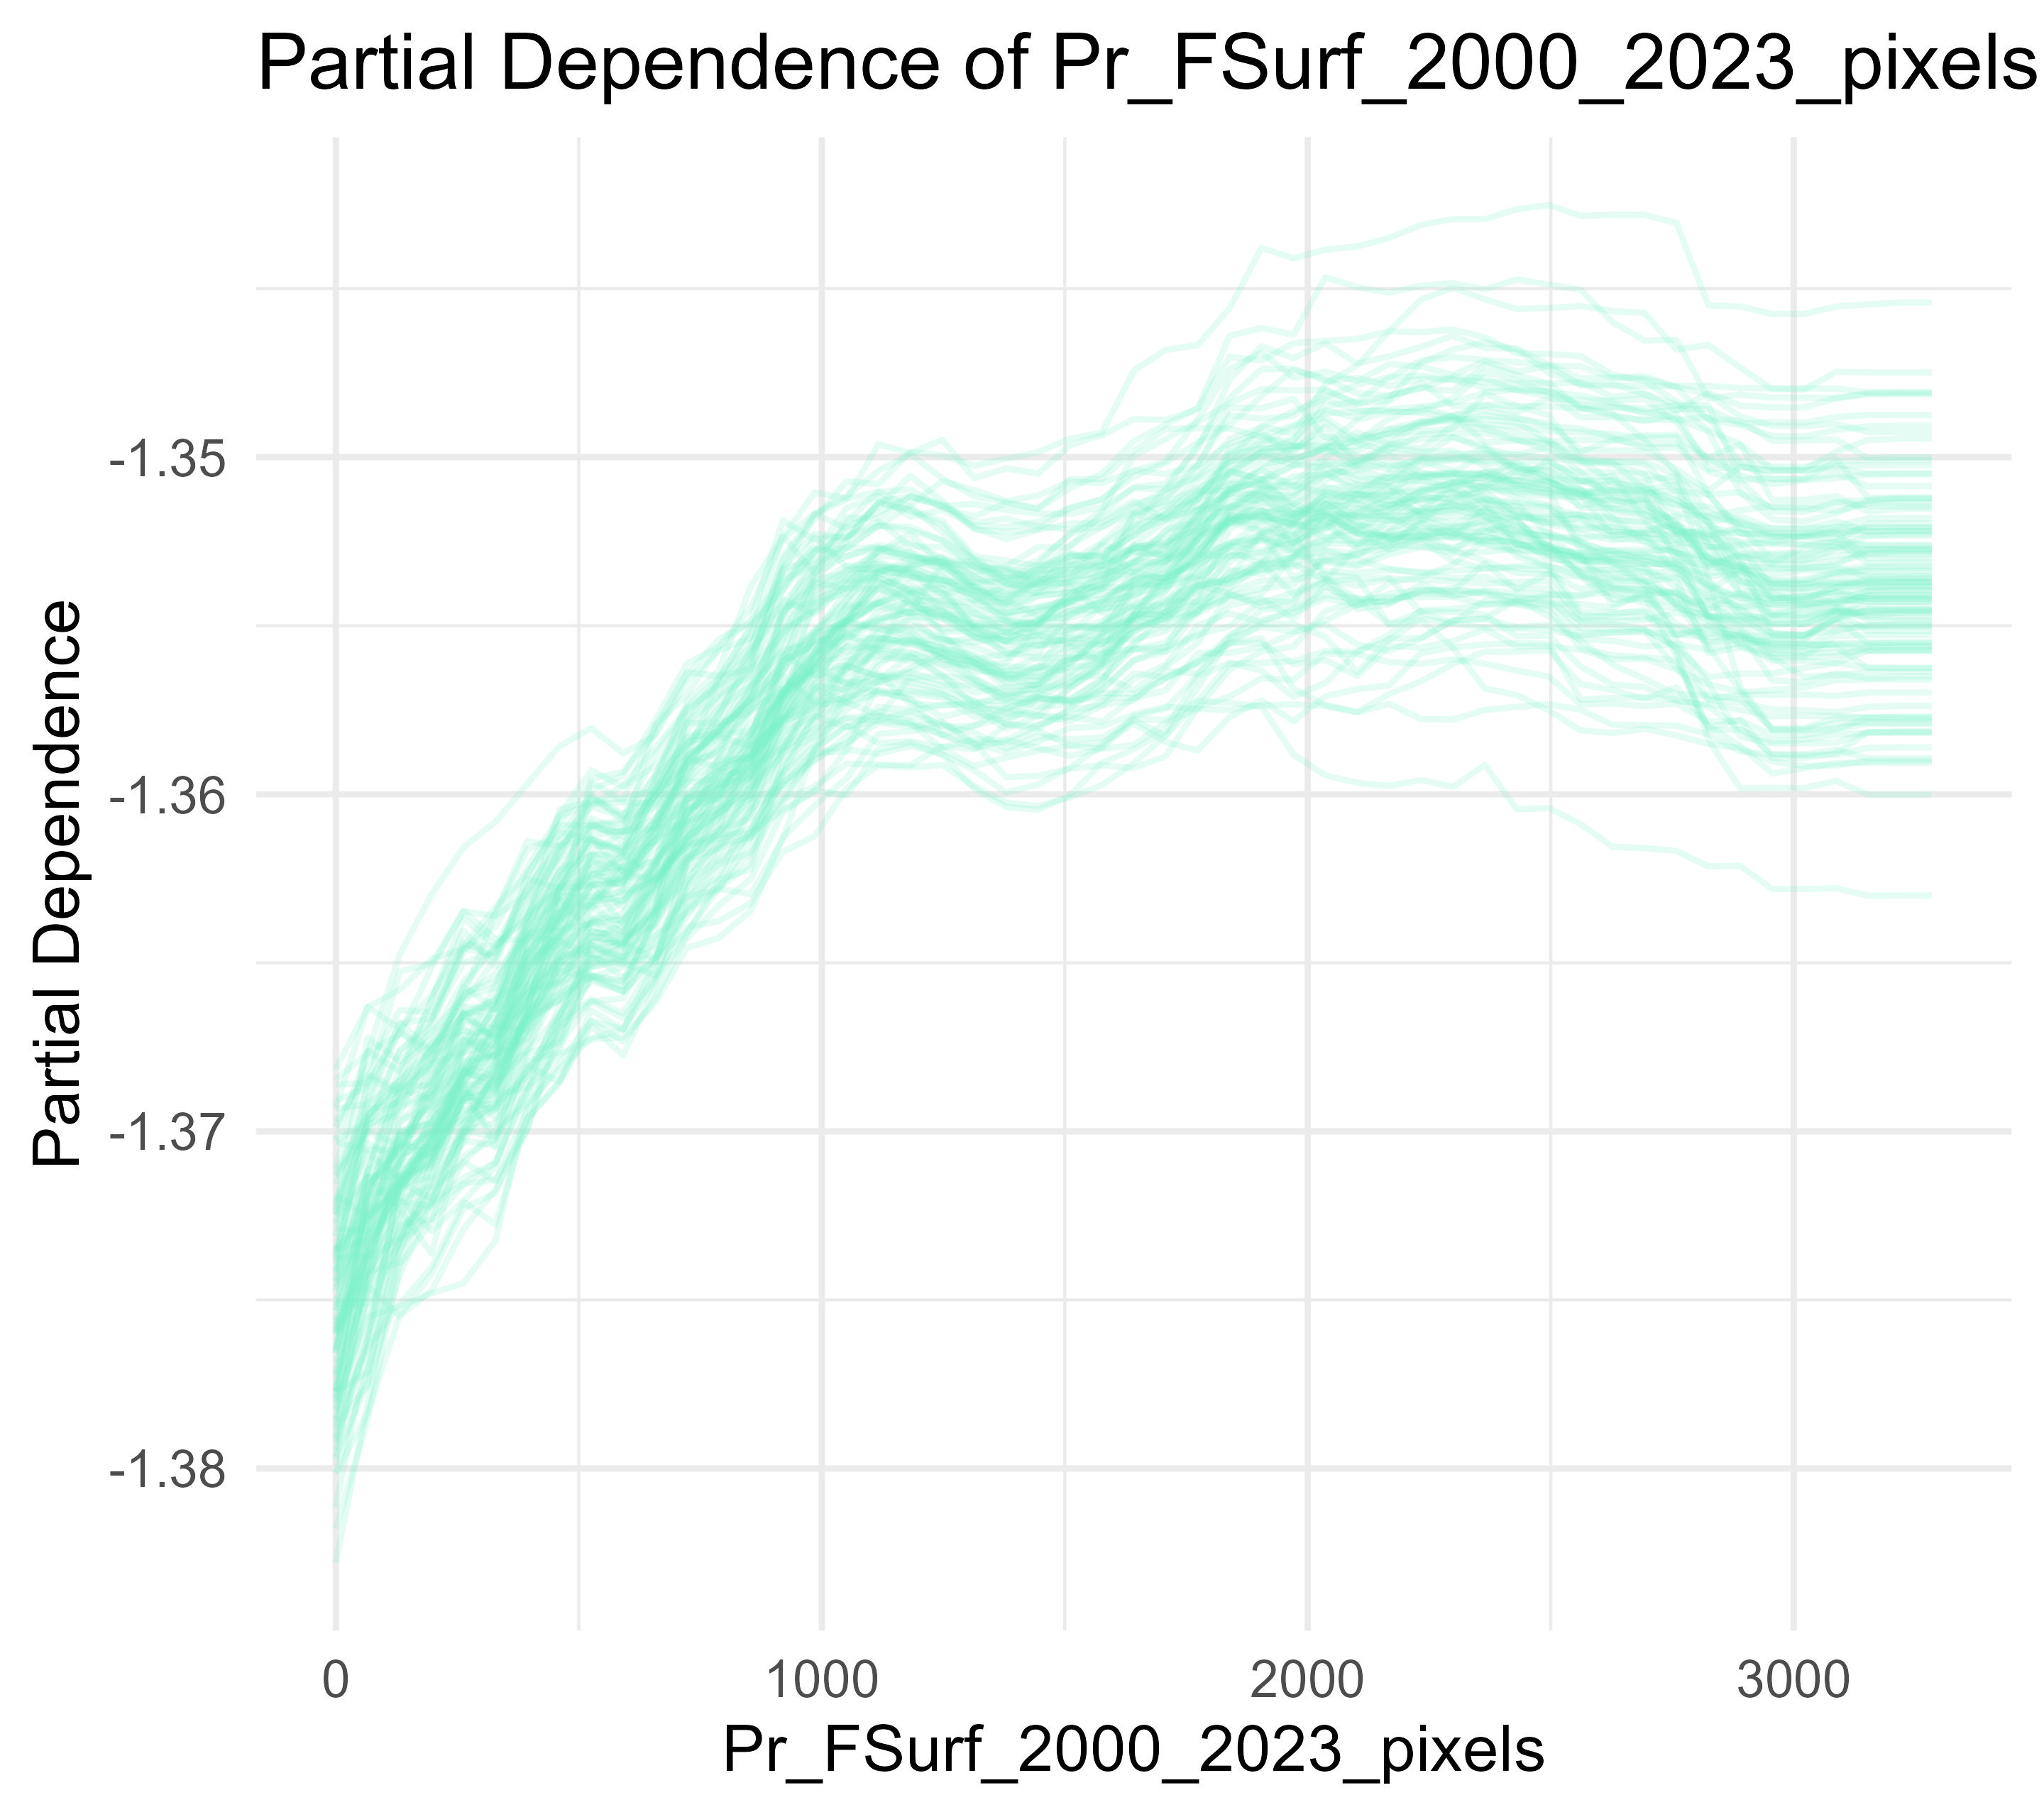 Partial Dependence of Pr_FSurf_2000_2023_pixels
Partial Dependence
-1.35
-1.36
-1.37
-1.38
0 1000 2000 3000
Pr_FSurf_2000_2023_pixels